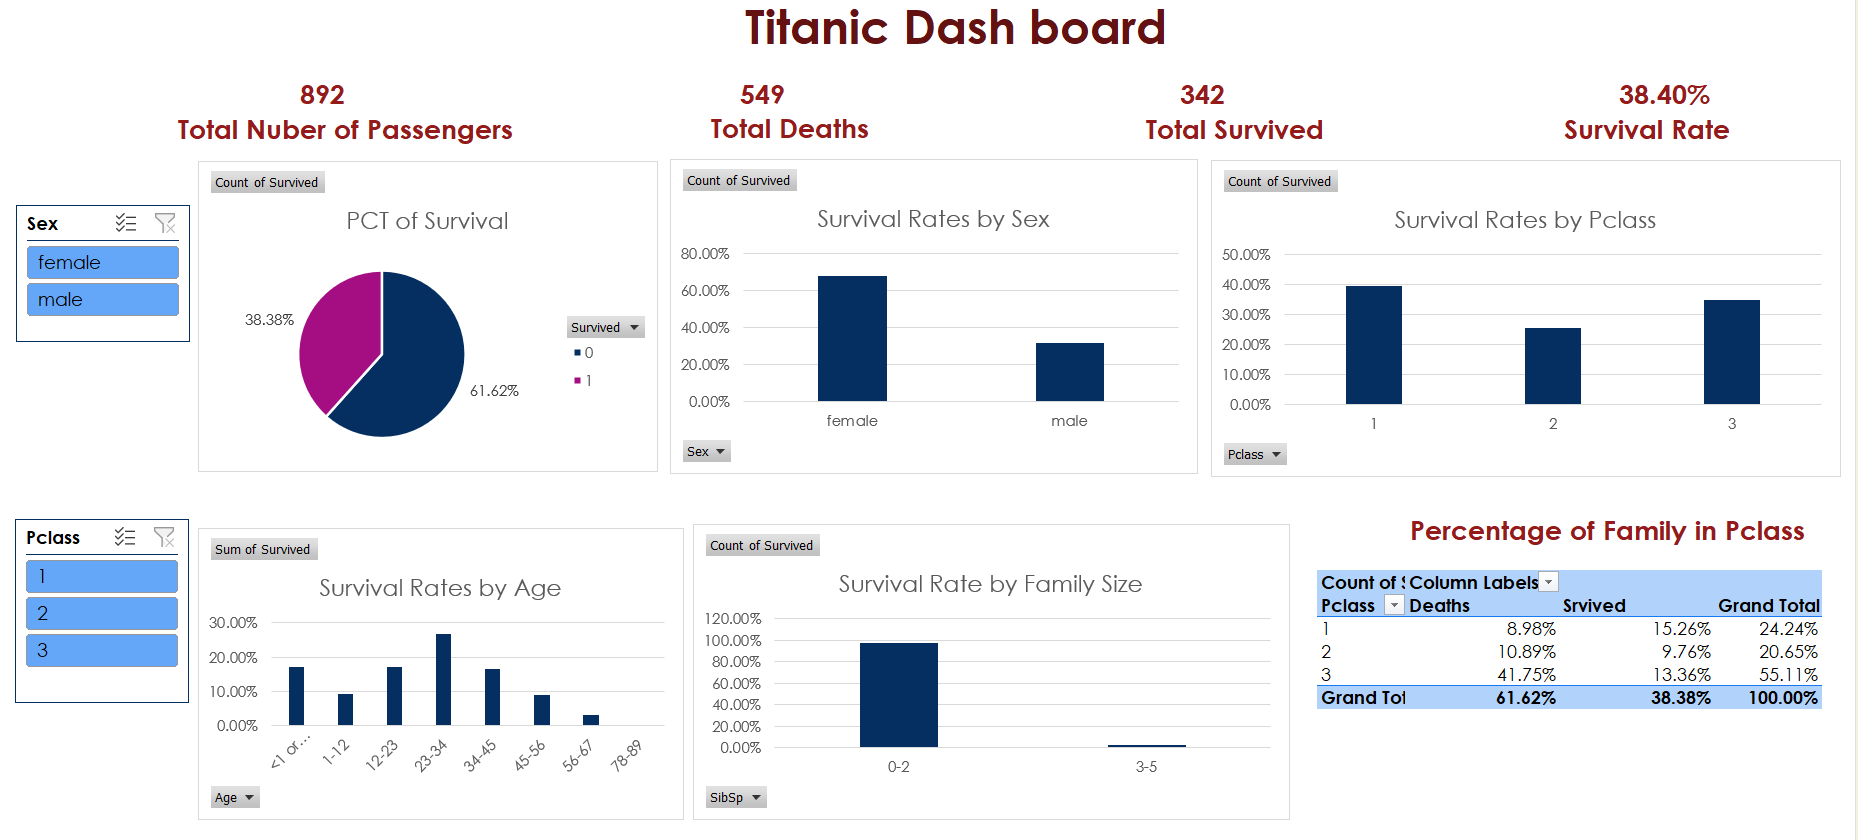 Titanic Dash board
892
Total Nuber of Passengers
549
Total Deaths
342
Total Survived
38.40%
Survival Rate
Sex
female
male
Count of Survived
PCT of Survival
38.38%
61.62%
Survived
0
1
Count of Survived
Survival Rates by Sex
80.00%
60.00%
40.00%
20.00%
0.00%
female male
Sex
Count of Survived
Survival Rates by Pclass
50.00%
40.00%
30.00%
20.00%
10.00%
0.00%
1 2 3
Pclass
Pclass
1
2
3
Sum of Survived
Survival Rates by Age
30.00%
20.00%
10.00%
0.00%
<1 or... 1-12 12-23 23-34 34-45 45-56 56-67 78-89
Age
Count of Survived
Survival Rate by Family Size
120.00%
100.00%
80.00%
60.00%
40.00%
20.00%
0.00%
0-2 3-5
SibSp
Percentage of Family in Pclass
Count of S Column Labels
Pclass Deaths Srvived Grand Total
1 8.98% 15.26% 24.24%
2 10.89% 9.76% 20.65%
3 41.75% 13.36% 55.11%
Grand Tot 61.62% 38.38% 100.00%